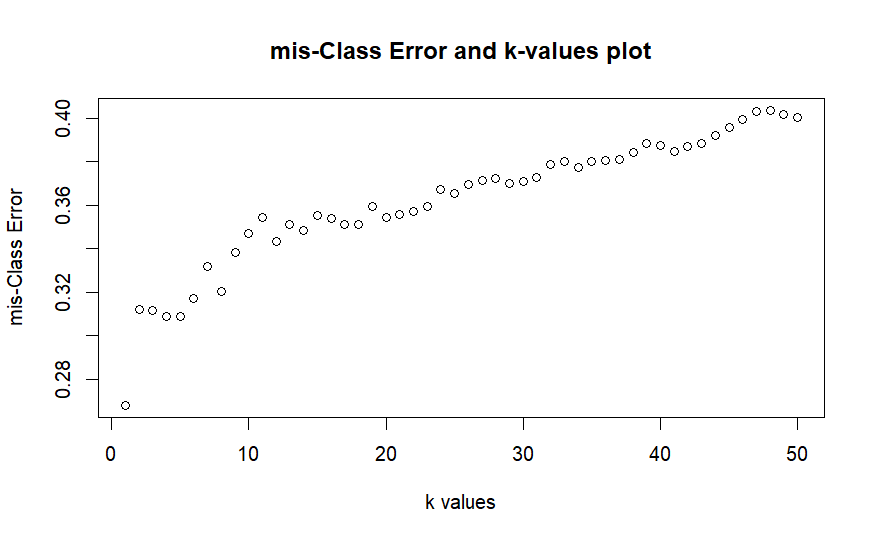 mis-Class Error and k-values plot
mis-Class Error
0.40
0.36
0.32
0.28
0 10 20 30 40 50
k values